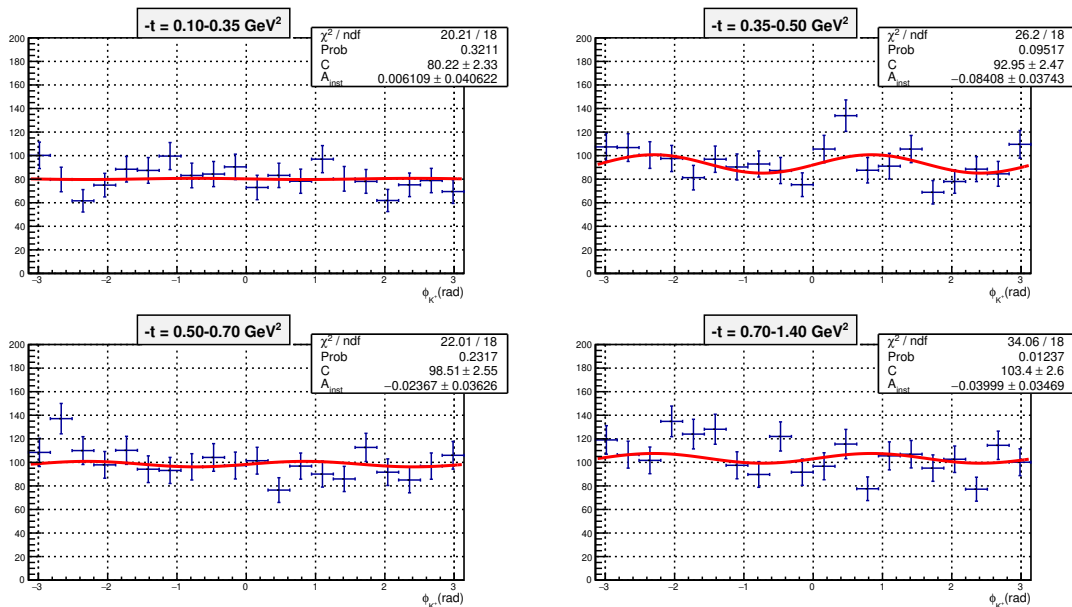 -t = 0.10-0.35 GeV²
χ² / ndf 20.21 / 18
Prob 0.3211
C 80.22 ± 2.33
A_inst 0.006109 ± 0.040622
200
180
160
140
120
100
80
60
40
20
0
−3 −2 −1 0 1 2 3
ϕ_K⁺(rad)
-t = 0.35-0.50 GeV²
χ² / ndf 26.2 / 18
Prob 0.09517
C 92.95 ± 2.47
A_inst −0.08408 ± 0.03743
200
180
160
140
120
100
80
60
40
20
0
−3 −2 −1 0 1 2 3
ϕ_K⁺(rad)
-t = 0.50-0.70 GeV²
χ² / ndf 22.01 / 18
Prob 0.2317
C 98.51 ± 2.55
A_inst −0.02367 ± 0.03626
200
180
160
140
120
100
80
60
40
20
0
−3 −2 −1 0 1 2 3
ϕ_K⁺(rad)
-t = 0.70-1.40 GeV²
χ² / ndf 34.06 / 18
Prob 0.01237
C 103.4 ± 2.6
A_inst −0.03999 ± 0.03469
200
180
160
140
120
100
80
60
40
20
0
−3 −2 −1 0 1 2 3
ϕ_K⁺(rad)